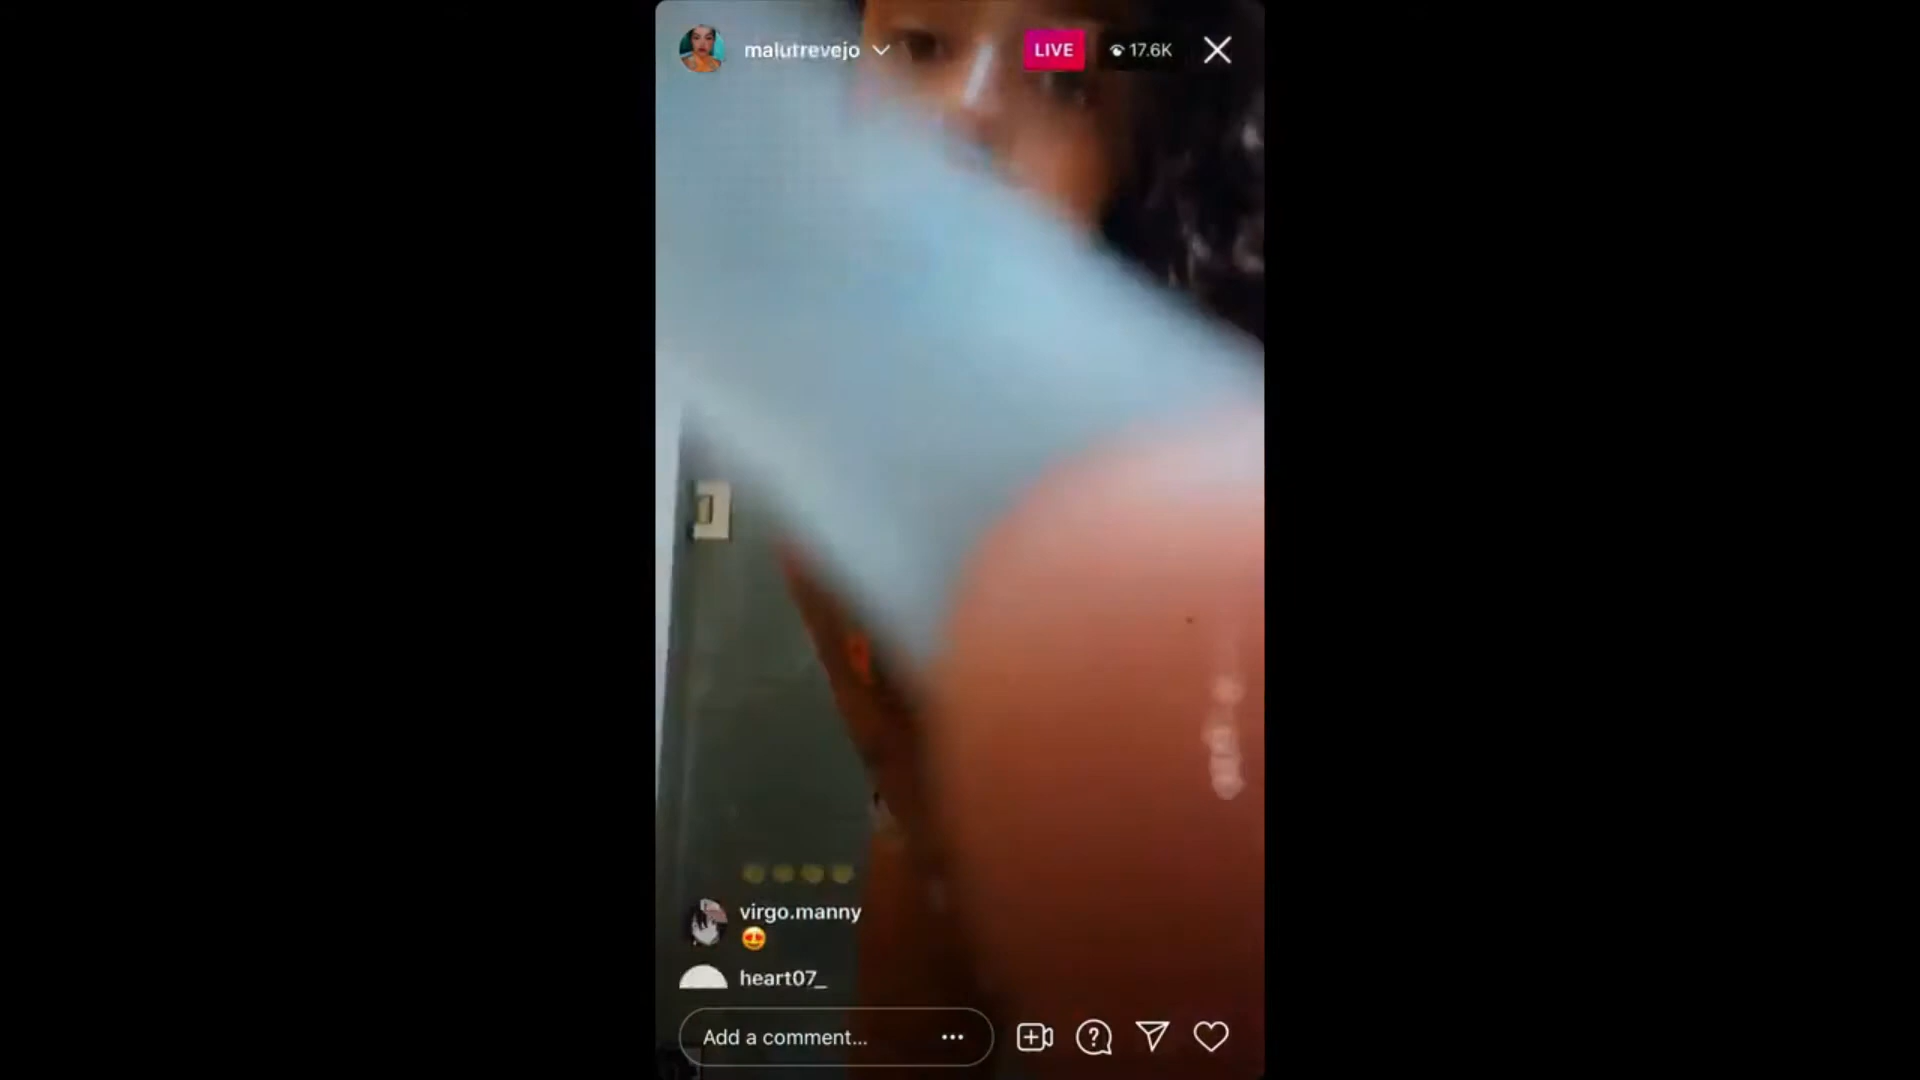 malutrevejo
LIVE
17.6K
virgo.manny
😍
heart07_
Add a comment...